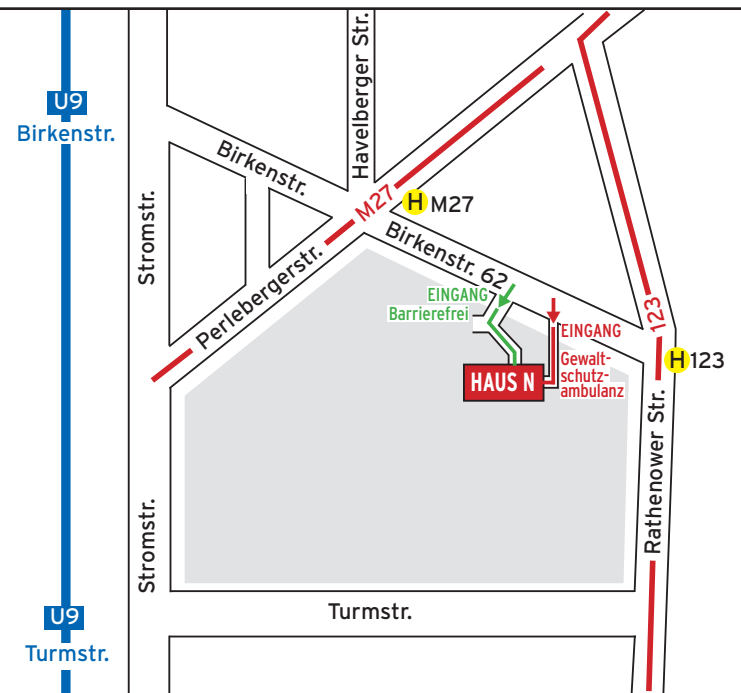 Havelberger Str.
U9
Birkenstr.
Birkenstr.
M27
H M27
Stromstr.
Birkenstr. 62
Perlebergerstr.
EINGANG
Barrierefrei
123
EINGANG
H 123
Gewalt-
schutz-
ambulanz
HAUS N
Rathenower Str.
Stromstr.
Turmstr.
U9
Turmstr.